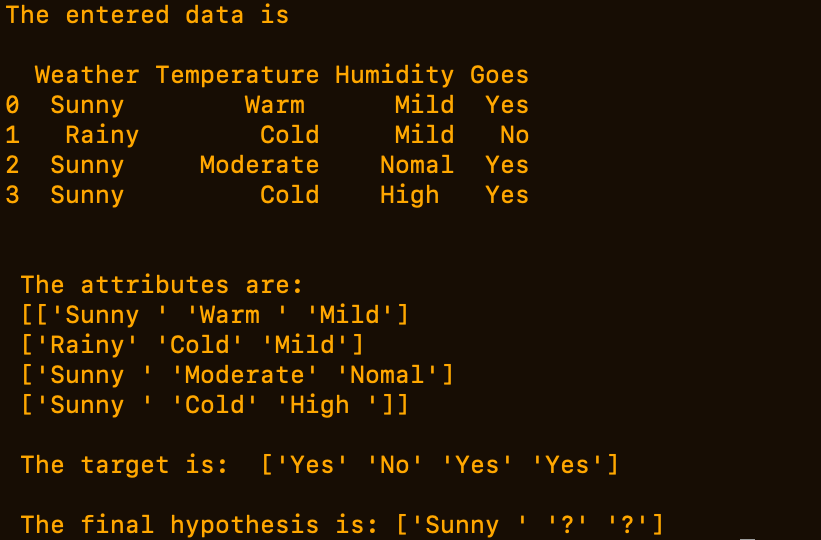 The entered data is
Weather Temperature Humidity Goes
0 Sunny Warm Mild Yes
1 Rainy Cold Mild No
2 Sunny Moderate Nomal Yes
3 Sunny Cold High Yes
The attributes are:
[['Sunny ' 'Warm ' 'Mild']
['Rainy' 'Cold' 'Mild']
['Sunny ' 'Moderate' 'Nomal']
['Sunny ' 'Cold' 'High ']]
The target is:  ['Yes' 'No' 'Yes' 'Yes']
The final hypothesis is: ['Sunny ' '?' '?']